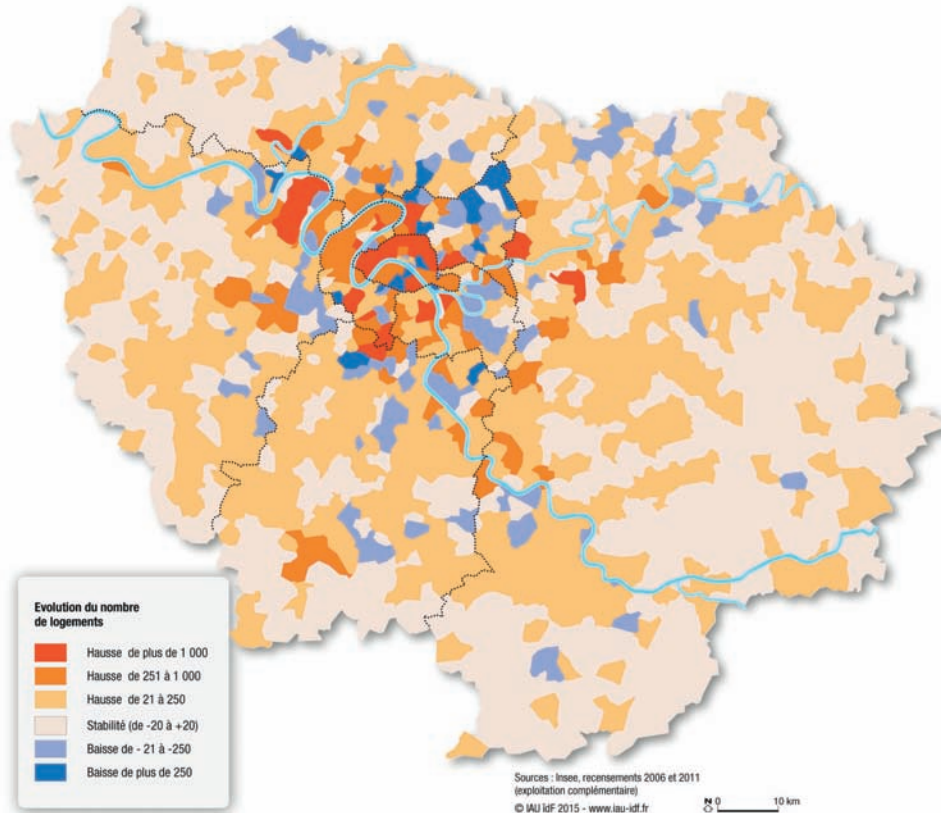 Evolution du nombre
de logements
Hausse de plus de 1 000
Hausse de 251 à 1 000
Hausse de 21 à 250
Stabilité (de -20 à +20)
Baisse de - 21 à -250
Baisse de plus de 250
Sources : Insee, recensements 2006 et 2011
(exploitation complémentaire)
© IAU îdF 2015 - www.iau-idf.fr
N 0 10 km